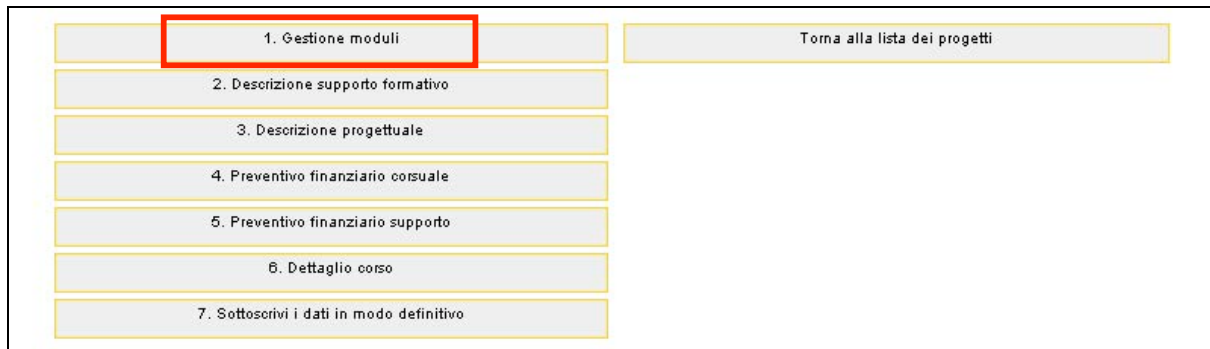 1. Gestione moduli
Torna alla lista dei progetti
2. Descrizione supporto formativo
3. Descrizione progettuale
4. Preventivo finanziario corsuale
5. Preventivo finanziario supporto
6. Dettaglio corso
7. Sottoscrivi i dati in modo definitivo